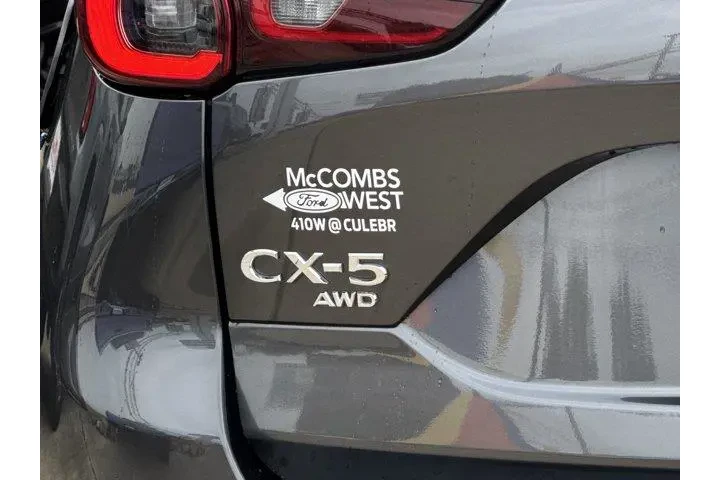 McCOMBS
Ford WEST
410W @ CULEBR
CX-5
AWD